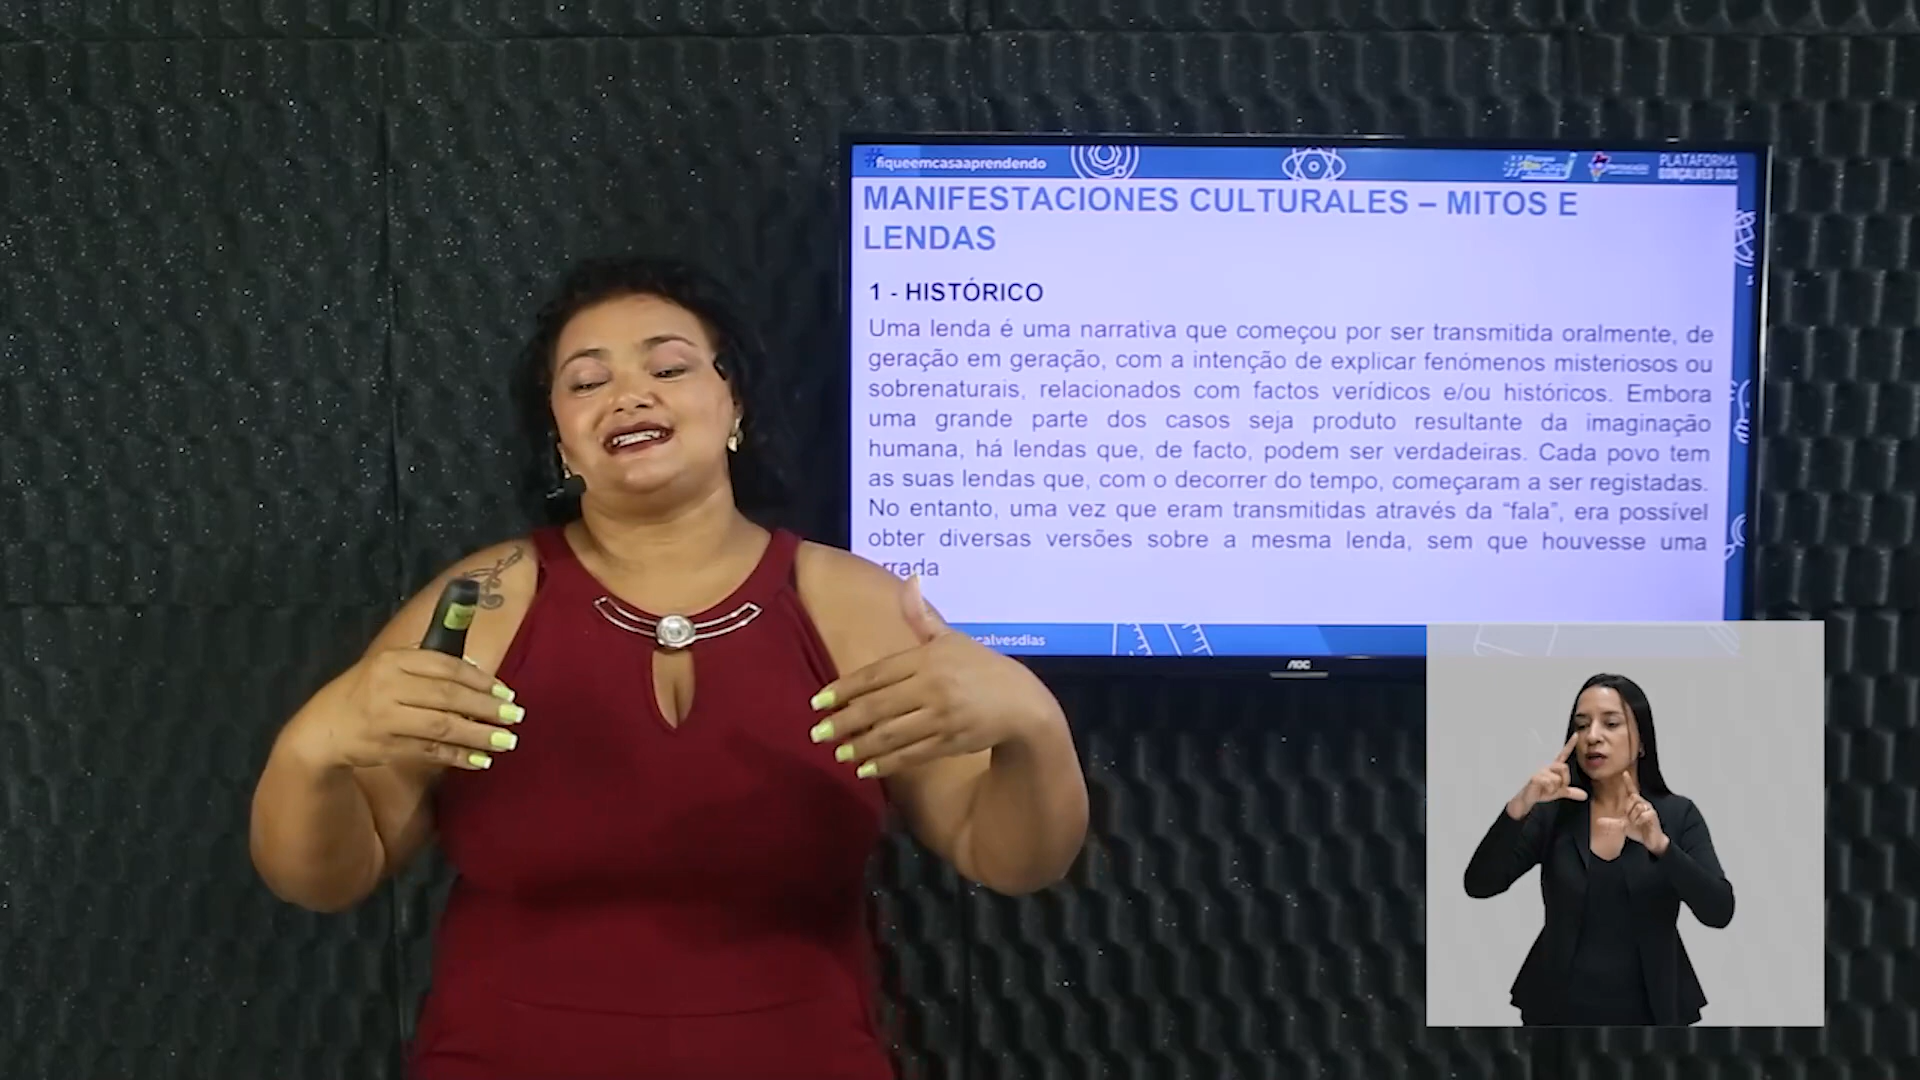 #fiqueemcasaaprendendo
PLATAFORMA
GONÇALVES DIAS
MANIFESTACIONES CULTURALES – MITOS E
LENDAS
1 - HISTÓRICO
Uma lenda é uma narrativa que começou por ser transmitida oralmente, de
geração em geração, com a intenção de explicar fenómenos misteriosos ou
sobrenaturais, relacionados com factos verídicos e/ou históricos. Embora
uma grande parte dos casos seja produto resultante da imaginação
humana, há lendas que, de facto, podem ser verdadeiras. Cada povo tem
as suas lendas que, com o decorrer do tempo, começaram a ser registadas.
No entanto, uma vez que eram transmitidas através da “fala”, era possível
obter diversas versões sobre a mesma lenda, sem que houvesse uma
rrada
calvesdias
AOC